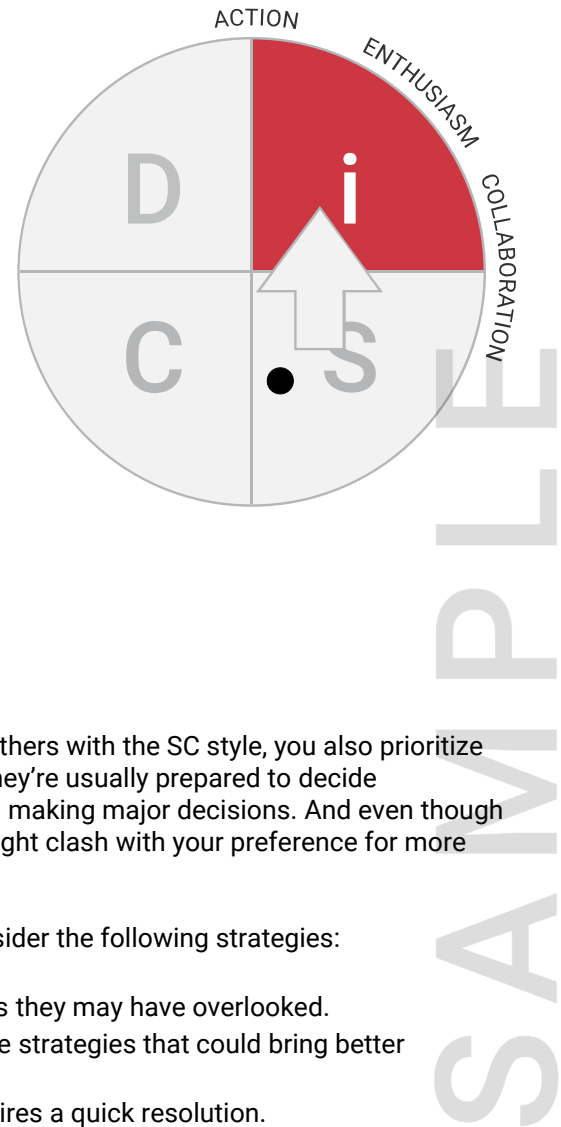 ACTION
ENTHUSIASM
COLLABORATION
D
i
C
S
thers with the SC style, you also prioritize
hey’re usually prepared to decide
making major decisions. And even though
ght clash with your preference for more
sider the following strategies:
s they may have overlooked.
e strategies that could bring better
ires a quick resolution.
SAMPLE